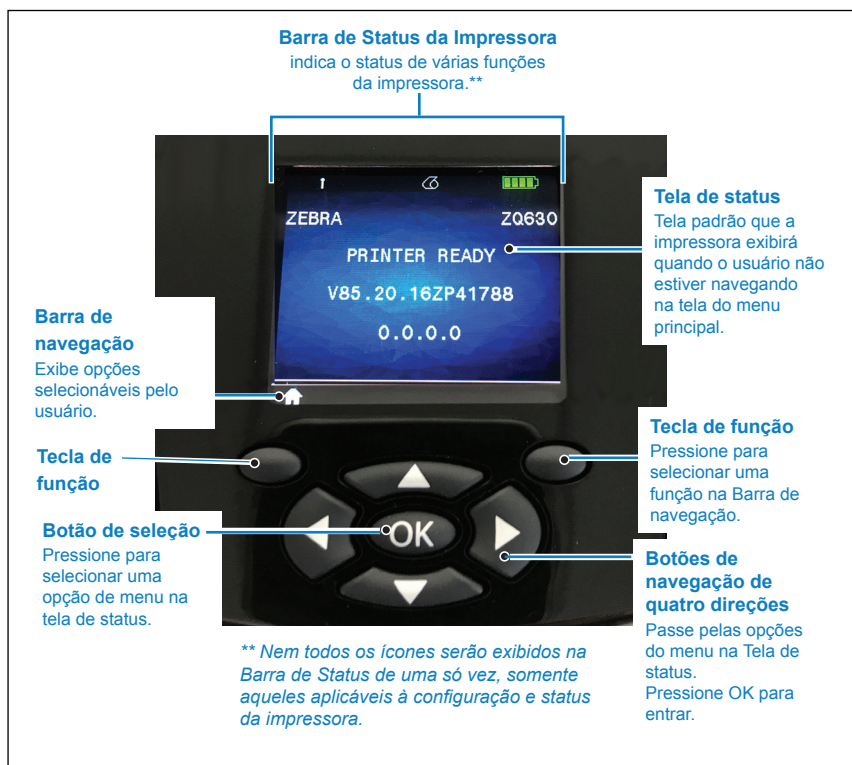 Barra de Status da Impressora
indica o status de várias funções
da impressora.**
ZEBRA
ZQ630
PRINTER READY
V85.20.16ZP41788
0.0.0.0
Tela de status
Tela padrão que a
impressora exibirá
quando o usuário não
estiver navegando
na tela do menu
principal.
Barra de
navegação
Exibe opções
selecionáveis pelo
usuário.
Tecla de
função
Tecla de função
Pressione para
selecionar uma
função na Barra de
navegação.
Botão de seleção
Pressione para
selecionar uma
opção de menu na
tela de status.
OK
Botões de
navegação de
quatro direções
Passe pelas opções
do menu na Tela de
status.
Pressione OK para
entrar.
** Nem todos os ícones serão exibidos na
Barra de Status de uma só vez, somente
aqueles aplicáveis à configuração e status
da impressora.